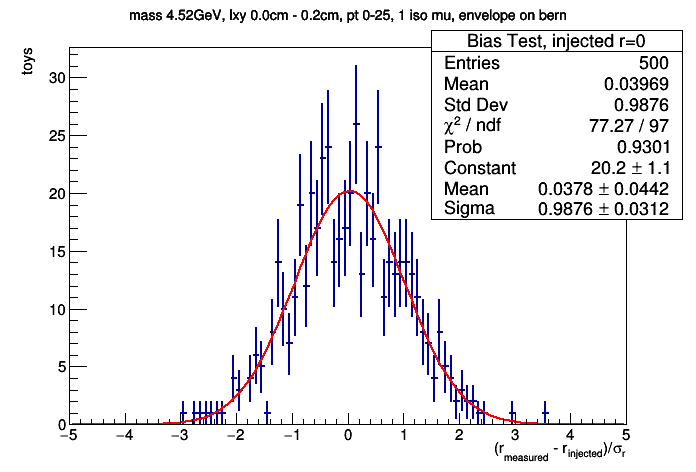 mass 4.52GeV, lxy 0.0cm - 0.2cm, pt 0-25, 1 iso mu, envelope on bern
toys
Bias Test, injected r=0
Entries 500
Mean 0.03969
Std Dev 0.9876
χ² / ndf 77.27 / 97
Prob 0.9301
Constant 20.2 ± 1.1
Mean 0.0378 ± 0.0442
Sigma 0.9876 ± 0.0312
30
25
20
15
10
5
0
−5 −4 −3 −2 −1 0 1 2 3 4 5
(r_measured - r_injected)/σ_r